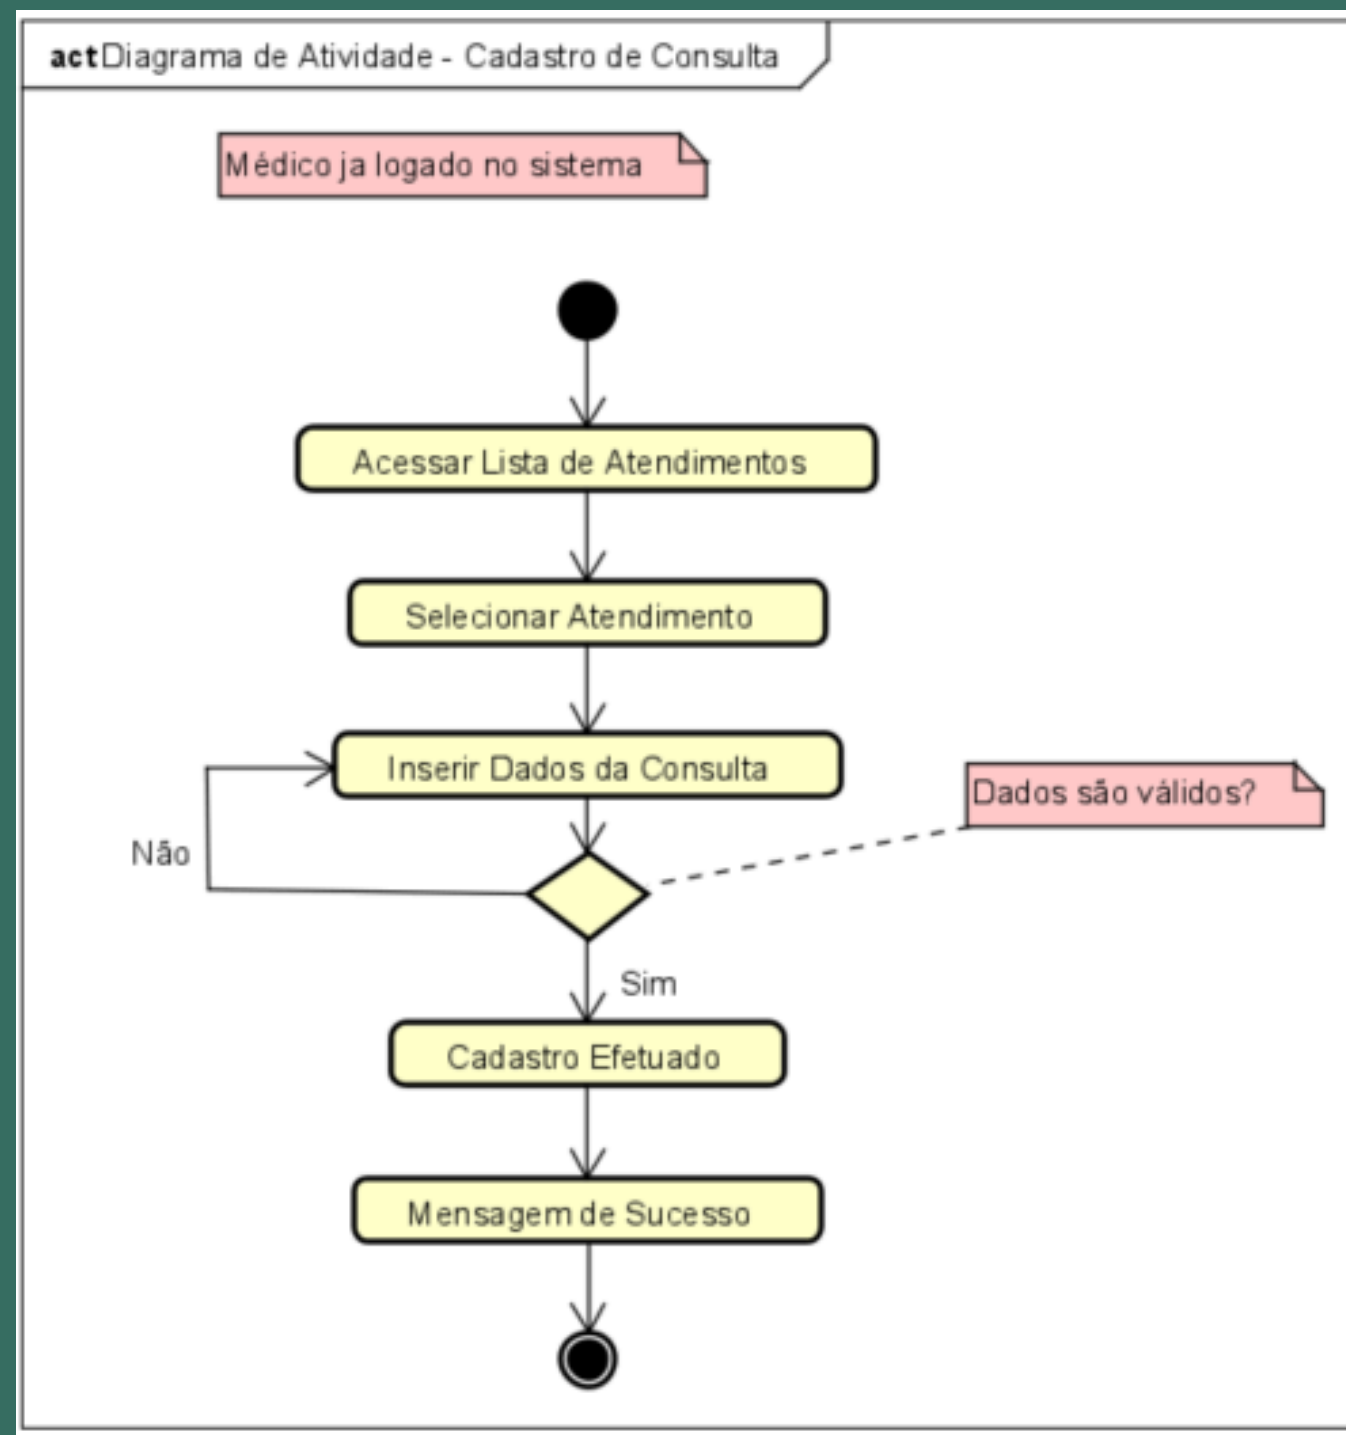 act Diagrama de Atividade - Cadastro de Consulta
Médico ja logado no sistema
Acessar Lista de Atendimentos
Selecionar Atendimento
Inserir Dados da Consulta
Dados são válidos?
Não
Sim
Cadastro Efetuado
Mensagem de Sucesso